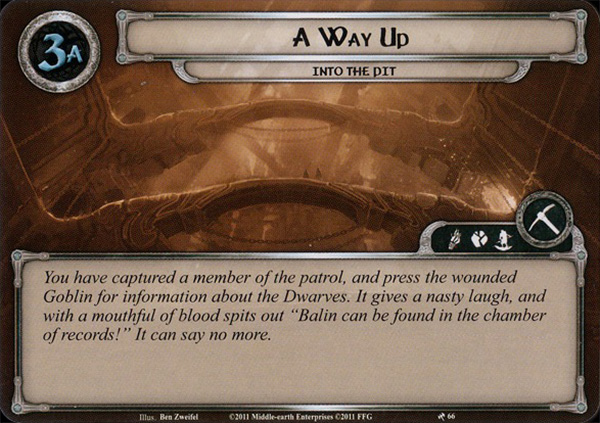 3A
A Way Up
Into the Pit
You have captured a member of the patrol, and press the wounded
Goblin for information about the Dwarves. It gives a nasty laugh, and
with a mouthful of blood spits out “Balin can be found in the chamber
of records!” It can say no more.
Illus. Ben Zweifel ©2011 Middle-earth Enterprises ©2011 FFG 66